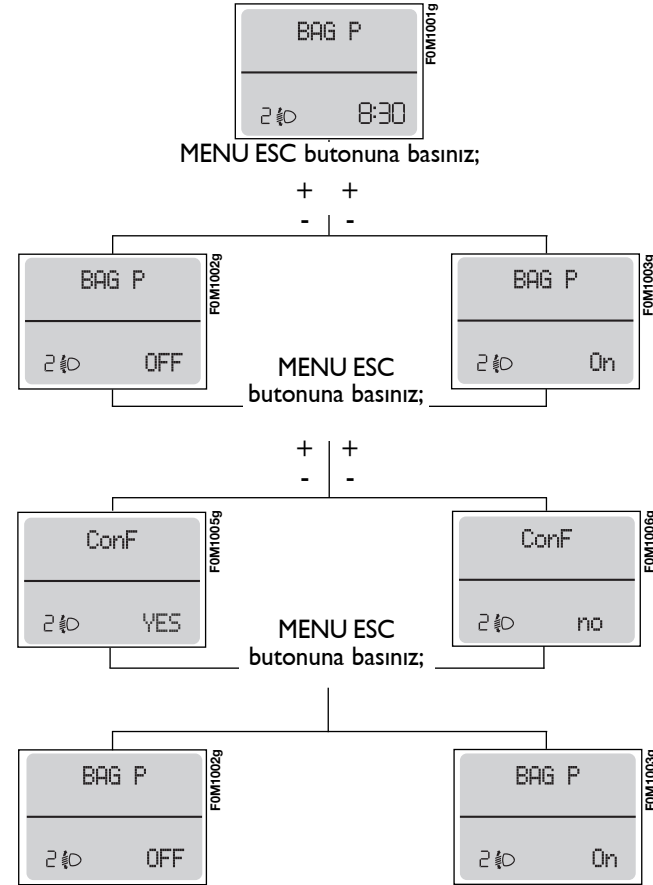 BAG P
F0M1001g
2 8:30
MENU ESC butonuna basınız;
+ +
- -
BAG P
F0M1002g
2 OFF
BAG P
F0M1003g
2 On
MENU ESC
butonuna basınız;
+ +
- -
ConF
F0M1005g
2 YES
ConF
F0M1006g
2 no
MENU ESC
butonuna basınız;
BAG P
F0M1002g
2 OFF
BAG P
F0M1003g
2 On